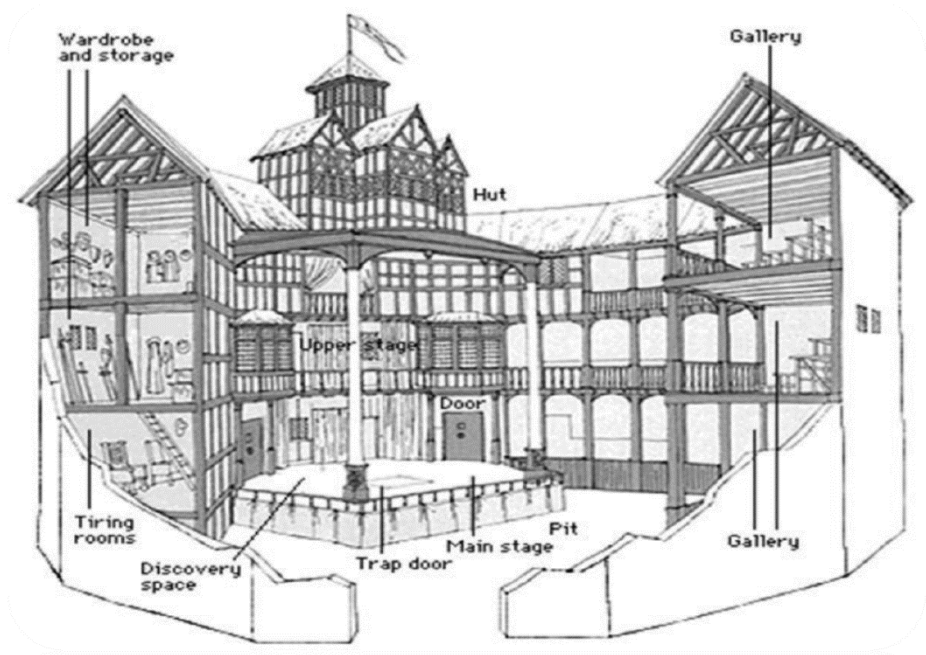 Wardrobe
and storage
Gallery
Hut
Upper stage
Door
Tiring
rooms
Discovery
space
Trap door
Main stage
Pit
Gallery